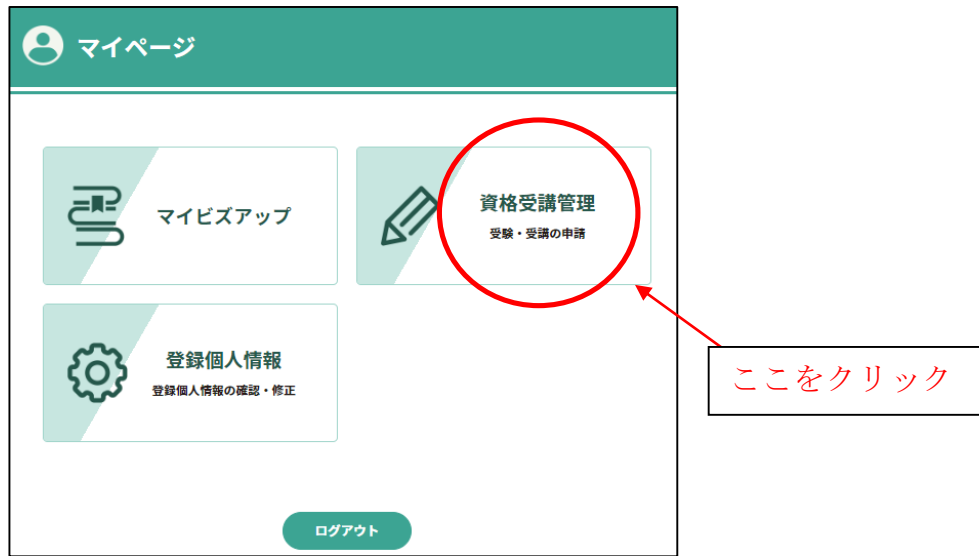 マイページ
マイビズアップ
資格受講管理
受験・受講の申請
登録個人情報
登録個人情報の確認・修正
ここをクリック
ログアウト